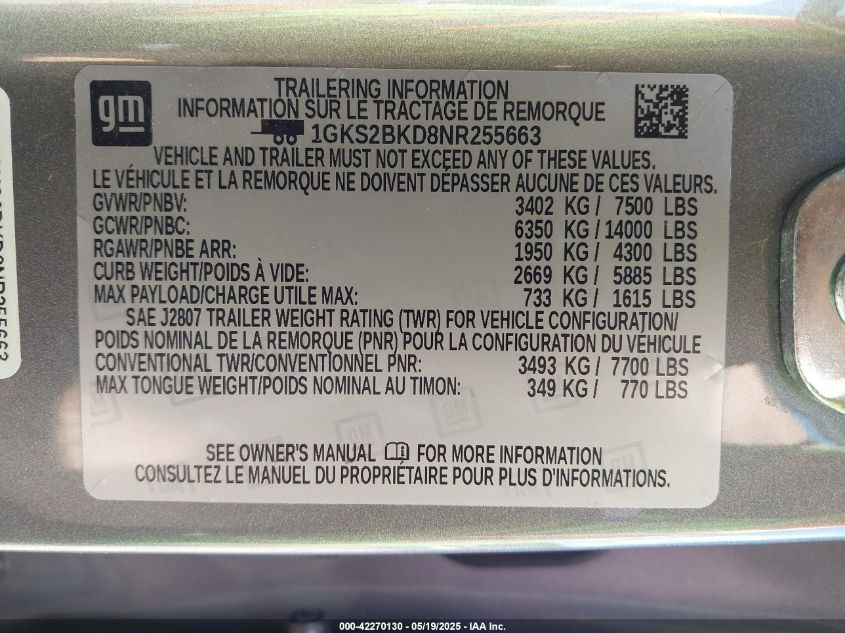 gm
TRAILERING INFORMATION
INFORMATION SUR LE TRACTAGE DE REMORQUE
1GKS2BKD8NR255663
VEHICLE AND TRAILER MUST NOT EXCEED ANY OF THESE VALUES.
LE VÉHICULE ET LA REMORQUE NE DOIVENT DÉPASSER AUCUNE DE CES VALEURS.
GVWR/PNBV: 3402 KG / 7500 LBS
GCWR/PNBC: 6350 KG / 14000 LBS
RGAWR/PNBE ARR: 1950 KG / 4300 LBS
CURB WEIGHT/POIDS À VIDE: 2669 KG / 5885 LBS
MAX PAYLOAD/CHARGE UTILE MAX: 733 KG / 1615 LBS
SAE J2807 TRAILER WEIGHT RATING (TWR) FOR VEHICLE CONFIGURATION/
POIDS NOMINAL DE LA REMORQUE (PNR) POUR LA CONFIGURATION DU VÉHICULE
CONVENTIONAL TWR/CONVENTIONNEL PNR: 3493 KG / 7700 LBS
MAX TONGUE WEIGHT/POIDS NOMINAL AU TIMON: 349 KG / 770 LBS
SEE OWNER'S MANUAL FOR MORE INFORMATION
CONSULTEZ LE MANUEL DU PROPRIÉTAIRE POUR PLUS D'INFORMATIONS.
000-42270130 - 05/19/2025 - IAA Inc.